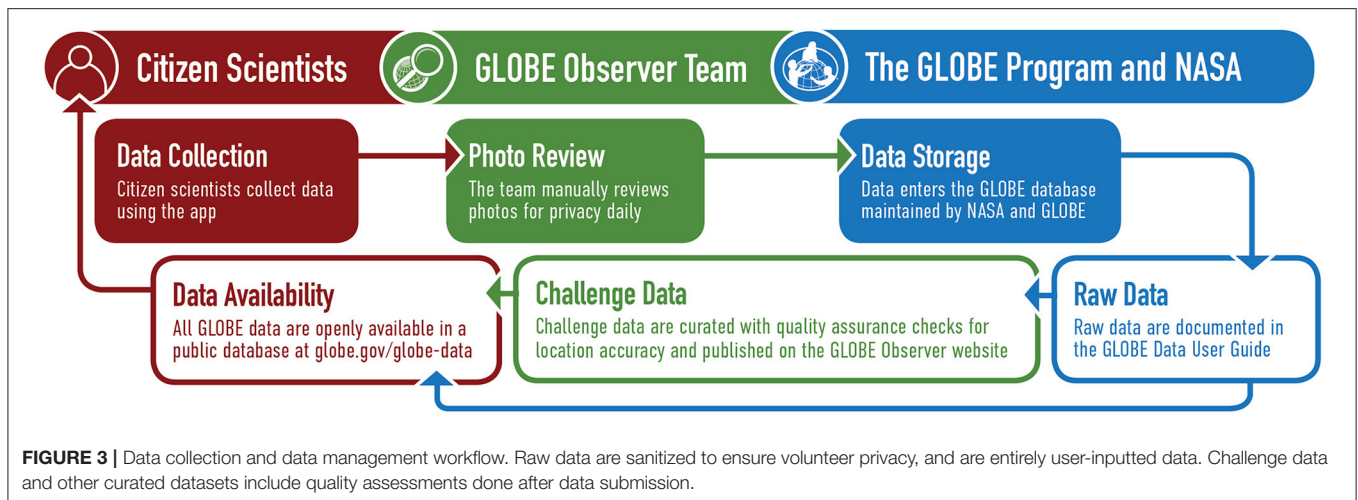 Citizen Scientists
GLOBE Observer Team
The GLOBE Program and NASA
Data Collection
Citizen scientists collect data
using the app
Photo Review
The team manually reviews
photos for privacy daily
Data Storage
Data enters the GLOBE database
maintained by NASA and GLOBE
Data Availability
All GLOBE data are openly available in a
public database at globe.gov/globe-data
Challenge Data
Challenge data are curated with quality assurance checks for
location accuracy and published on the GLOBE Observer website
Raw Data
Raw data are documented in
the GLOBE Data User Guide
FIGURE 3 | Data collection and data management workflow. Raw data are sanitized to ensure volunteer privacy, and are entirely user-inputted data. Challenge data
and other curated datasets include quality assessments done after data submission.